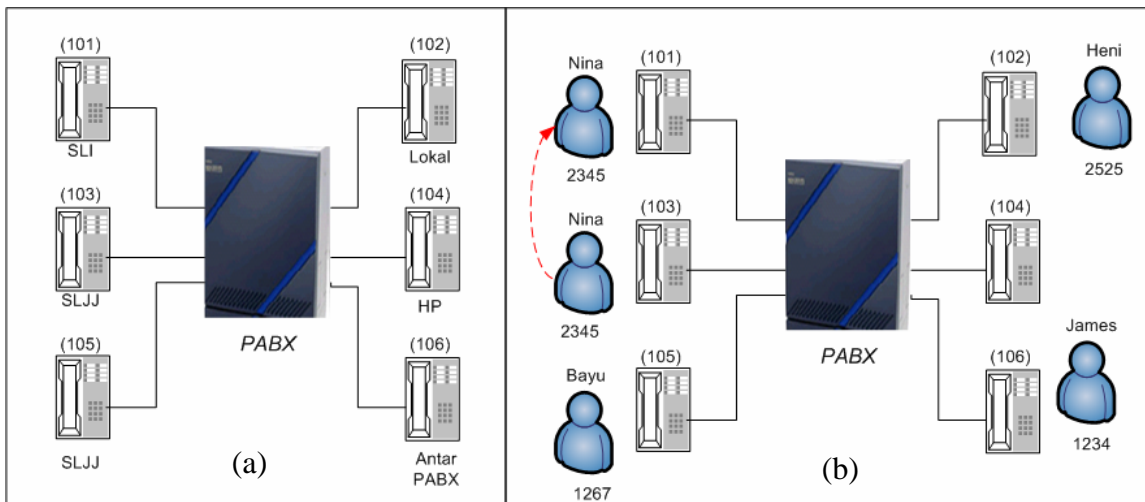 (101)
SLI
(102)
Lokal
(103)
SLJJ
(104)
HP
PABX
(105)
SLJJ
(106)
Antar
PABX
(a)
Nina
2345
(101)
(102)
Heni
2525
Nina
2345
(103)
(104)
PABX
Bayu
1267
(105)
(106)
James
1234
(b)